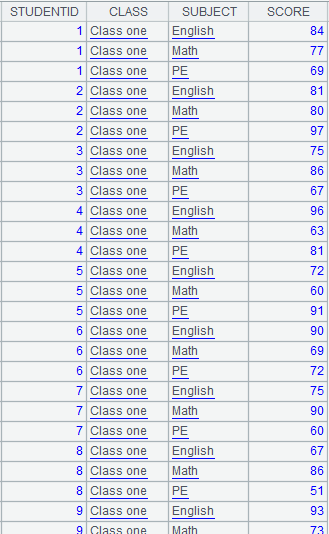 STUDENTID CLASS SUBJECT SCORE
1 Class one English 84
1 Class one Math 77
1 Class one PE 69
2 Class one English 81
2 Class one Math 80
2 Class one PE 97
3 Class one English 75
3 Class one Math 86
3 Class one PE 67
4 Class one English 96
4 Class one Math 63
4 Class one PE 81
5 Class one English 72
5 Class one Math 60
5 Class one PE 91
6 Class one English 90
6 Class one Math 69
6 Class one PE 72
7 Class one English 75
7 Class one Math 90
7 Class one PE 60
8 Class one English 67
8 Class one Math 86
8 Class one PE 51
9 Class one English 93
9 Class one Math 73